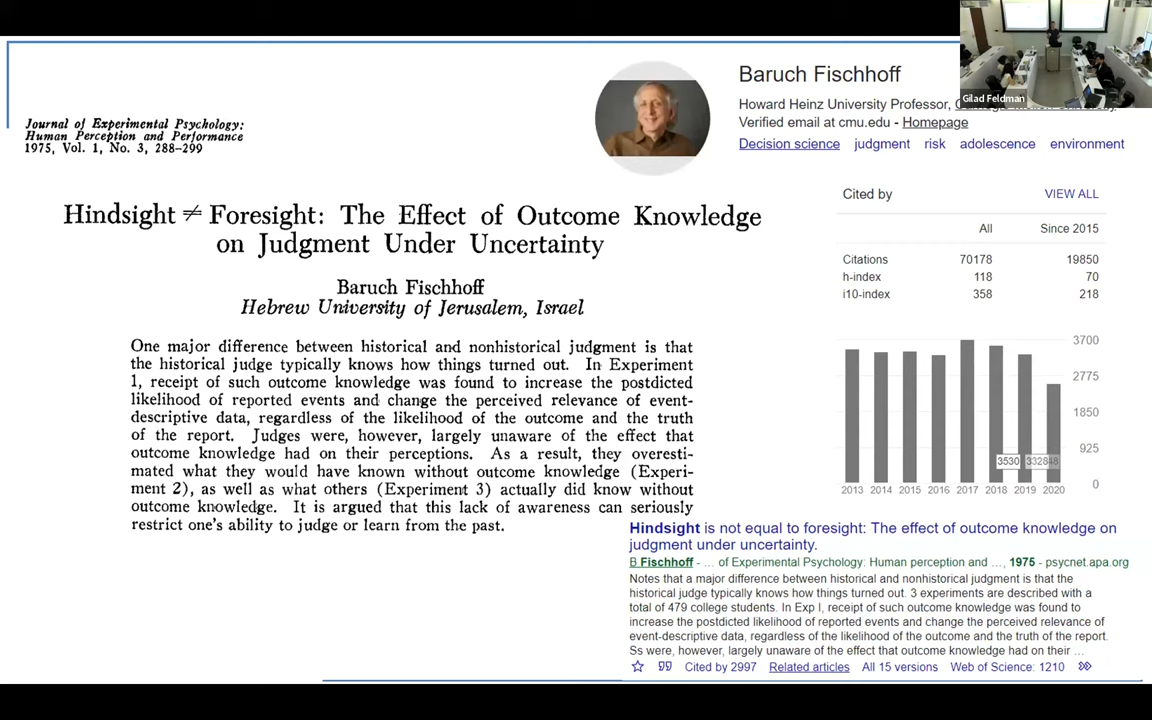 Gilad Feldman
Baruch Fischhoff
Howard Heinz University Professor,
Verified email at cmu.edu - Homepage
Decision science judgment risk adolescence environment
Journal of Experimental Psychology:
Human Perception and Performance
1975, Vol. 1, No. 3, 288-299
Hindsight ≠ Foresight: The Effect of Outcome Knowledge
on Judgment Under Uncertainty
Baruch Fischhoff
Hebrew University of Jerusalem, Israel
One major difference between historical and nonhistorical judgment is that
the historical judge typically knows how things turned out. In Experiment
1, receipt of such outcome knowledge was found to increase the postdicted
likelihood of reported events and change the perceived relevance of event-
descriptive data, regardless of the likelihood of the outcome and the truth
of the report. Judges were, however, largely unaware of the effect that
outcome knowledge had on their perceptions. As a result, they overesti-
mated what they would have known without outcome knowledge (Experi-
ment 2), as well as what others (Experiment 3) actually did know without
outcome knowledge. It is argued that this lack of awareness can seriously
restrict one's ability to judge or learn from the past.
Cited by VIEW ALL
All Since 2015
Citations 70178 19850
h-index 118 70
i10-index 358 218
3700
2775
1850
925
0
3530
2013 2014 2015 2016 2017 2018 2019 2020
Hindsight is not equal to foresight: The effect of outcome knowledge on
judgment under uncertainty.
B Fischhoff - ... of Experimental Psychology: Human perception and ..., 1975 - psycnet.apa.org
Notes that a major difference between historical and nonhistorical judgment is that the
historical judge typically knows how things turned out. 3 experiments are described with a
total of 479 college students. In Exp I, receipt of such outcome knowledge was found to
increase the postdicted likelihood of reported events and change the perceived relevance of
event-descriptive data, regardless of the likelihood of the outcome and the truth of the report.
Ss were, however, largely unaware of the effect that outcome knowledge had on their ...
Cited by 2997 Related articles All 15 versions Web of Science: 1210